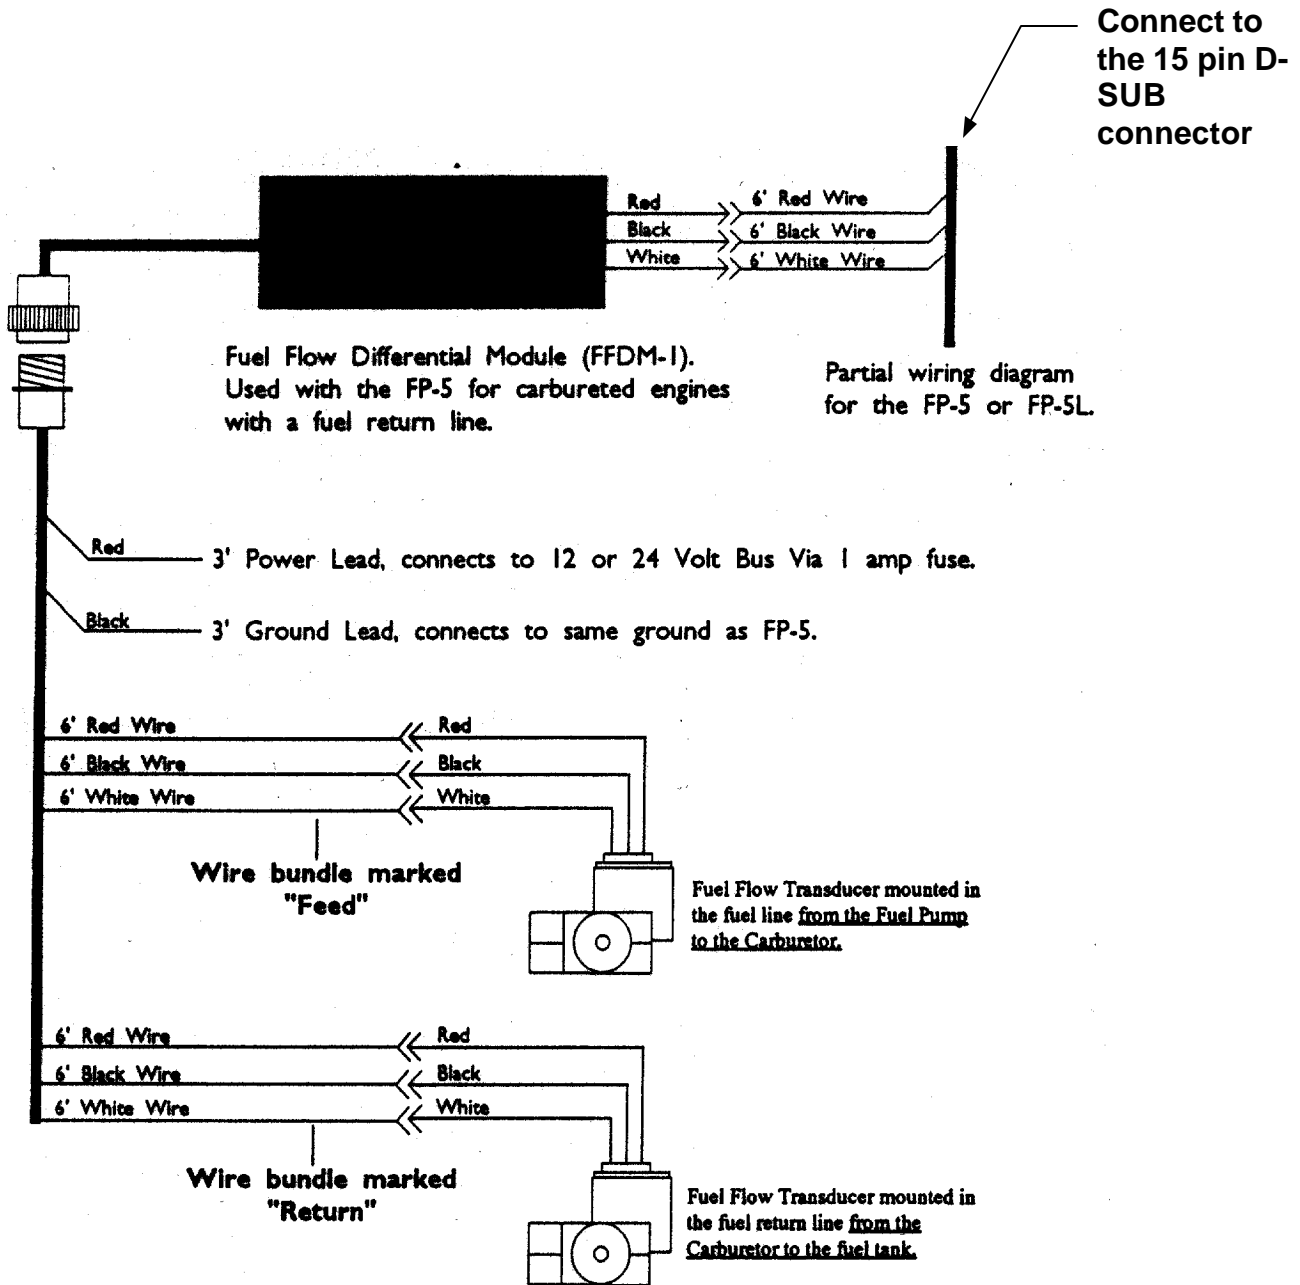 Connect to
the 15 pin D-
SUB
connector
Red
6' Red Wire
Black
6' Black Wire
White
6' White Wire
Fuel Flow Differential Module (FFDM-1).
Used with the FP-5 for carbureted engines
with a fuel return line.
Partial wiring diagram
for the FP-5 or FP-5L.
Red
3' Power Lead, connects to 12 or 24 Volt Bus Via 1 amp fuse.
Black
3' Ground Lead, connects to same ground as FP-5.
6' Red Wire
Red
6' Black Wire
Black
6' White Wire
White
Wire bundle marked
"Feed"
Fuel Flow Transducer mounted in
the fuel line from the Fuel Pump
to the Carburetor.
6' Red Wire
Red
6' Black Wire
Black
6' White Wire
White
Wire bundle marked
"Return"
Fuel Flow Transducer mounted in
the fuel return line from the
Carburetor to the fuel tank.